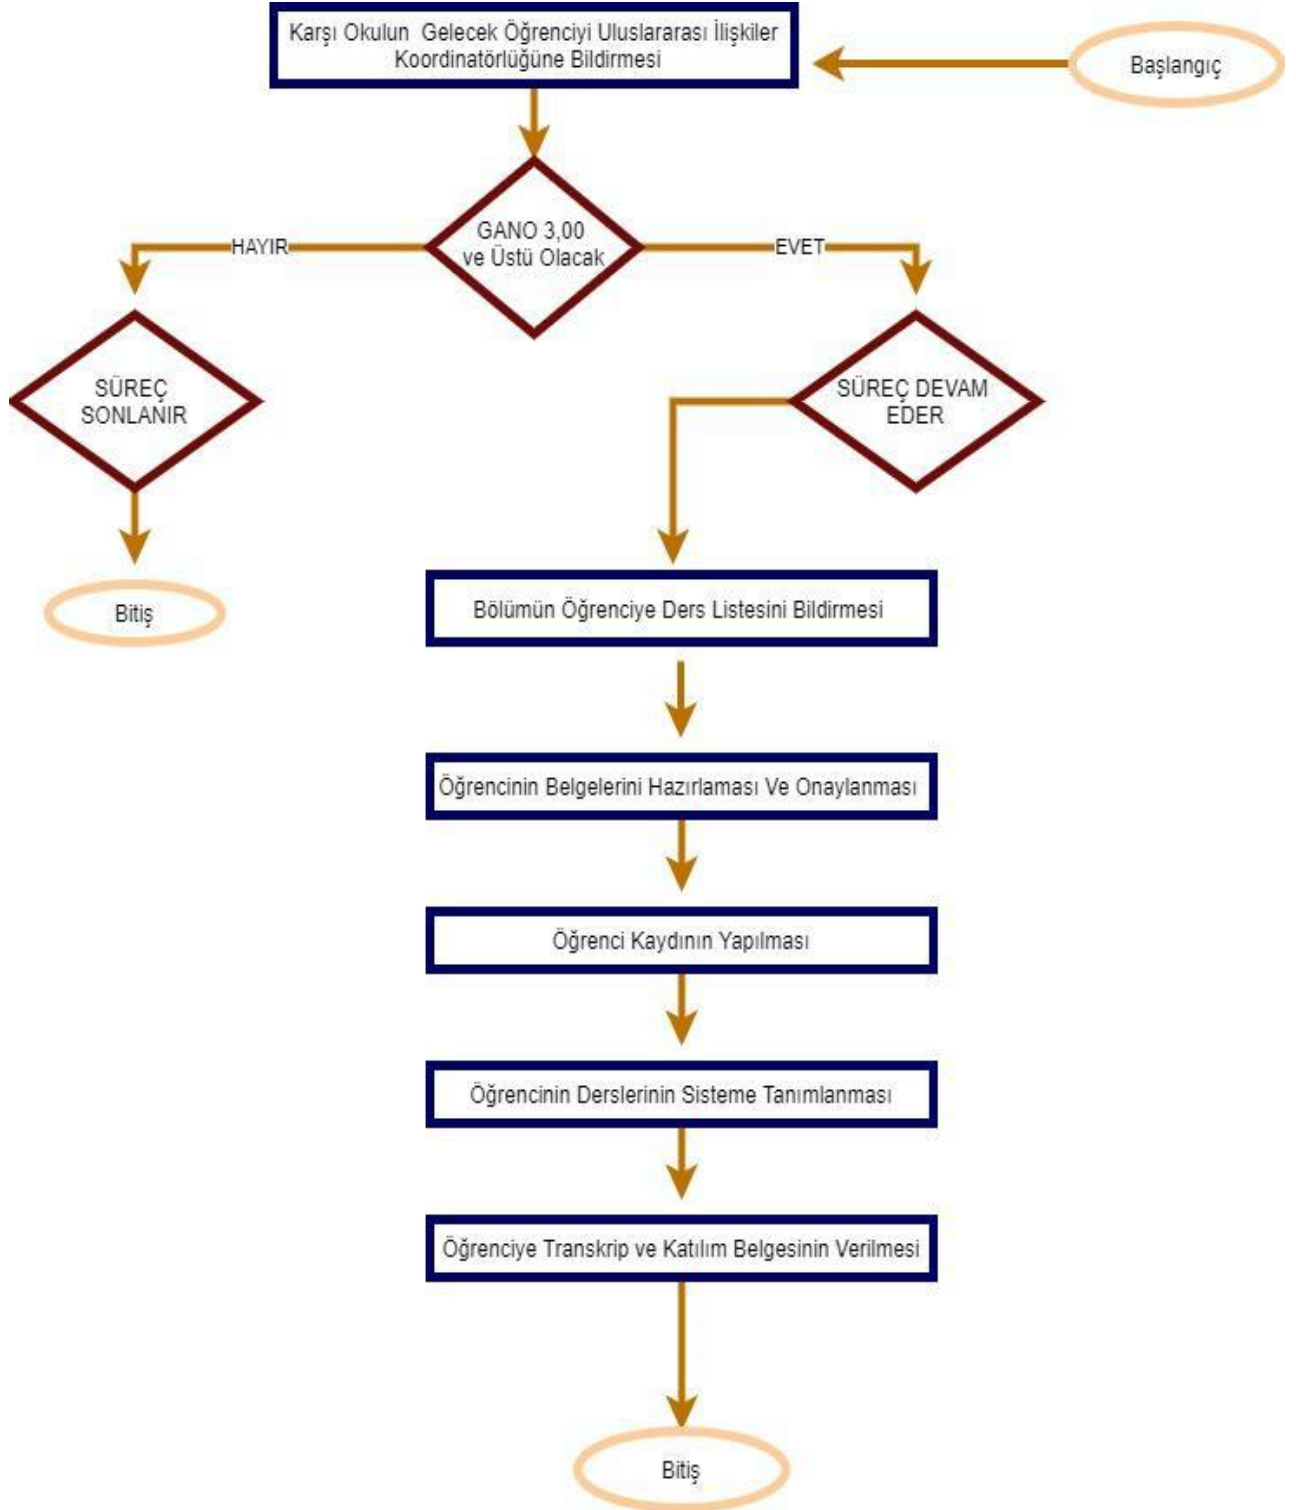 Karşı Okulun  Gelecek Öğrenciyi Uluslararası İlişkiler
Koordinatörlüğüne Bildirmesi
Başlangıç
GANO 3,00
ve Üstü Olacak
HAYIR
EVET
SÜREÇ
SONLANIR
SÜREÇ DEVAM
EDER
Bitiş
Bölümün Öğrenciye Ders Listesini Bildirmesi
Öğrencinin Belgelerini Hazırlaması Ve Onaylanması
Öğrenci Kaydının Yapılması
Öğrencinin Derslerinin Sisteme Tanımlanması
Öğrenciye Transkrip ve Katılım Belgesinin Verilmesi
Bitiş